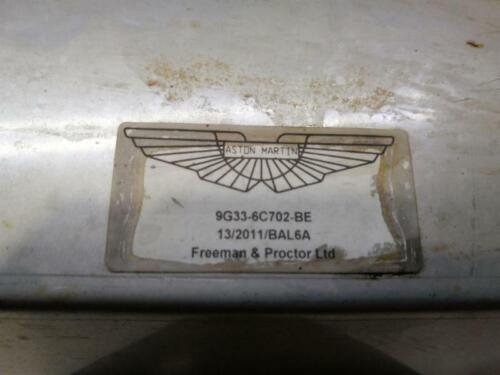 ASTON MARTIN
9G33-6C702-BE
13/2011/BAL6A
Freeman & Proctor Ltd